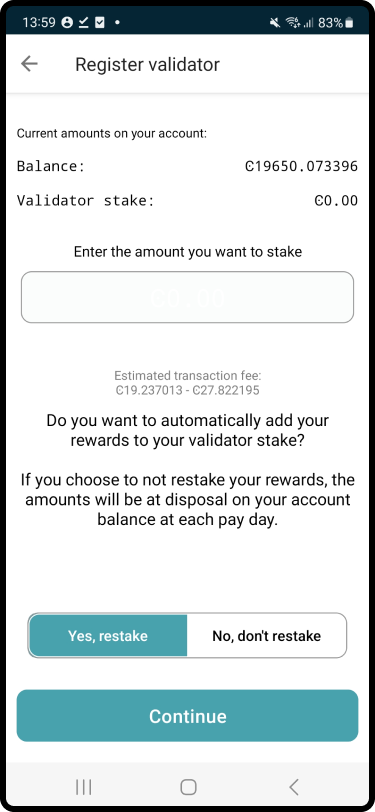 13:59
83%
Register validator
Current amounts on your account:
Balance: Ͼ19650.073396
Validator stake: Ͼ0.00
Enter the amount you want to stake
Ͼ0.00
Estimated transaction fee:
Ͼ19.237013 - Ͼ27.822195
Do you want to automatically add your
rewards to your validator stake?
If you choose to not restake your rewards, the
amounts will be at disposal on your account
balance at each pay day.
Yes, restake
No, don't restake
Continue